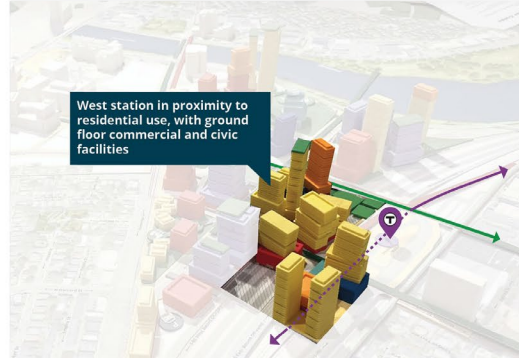 West station in proximity to
residential use, with ground
floor commercial and civic
facilities
T